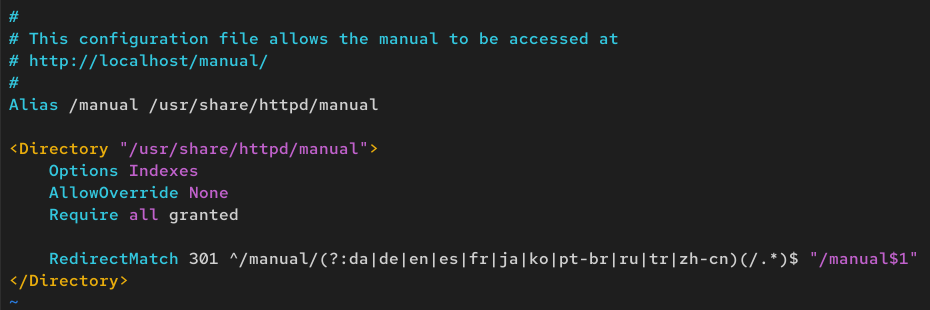 #
# This configuration file allows the manual to be accessed at
# http://localhost/manual/
#
Alias /manual /usr/share/httpd/manual

<Directory "/usr/share/httpd/manual">
    Options Indexes
    AllowOverride None
    Require all granted

    RedirectMatch 301 ^/manual/(?:da|de|en|es|fr|ja|ko|pt-br|ru|tr|zh-cn)(/.*)$ "/manual$1"
</Directory>
~